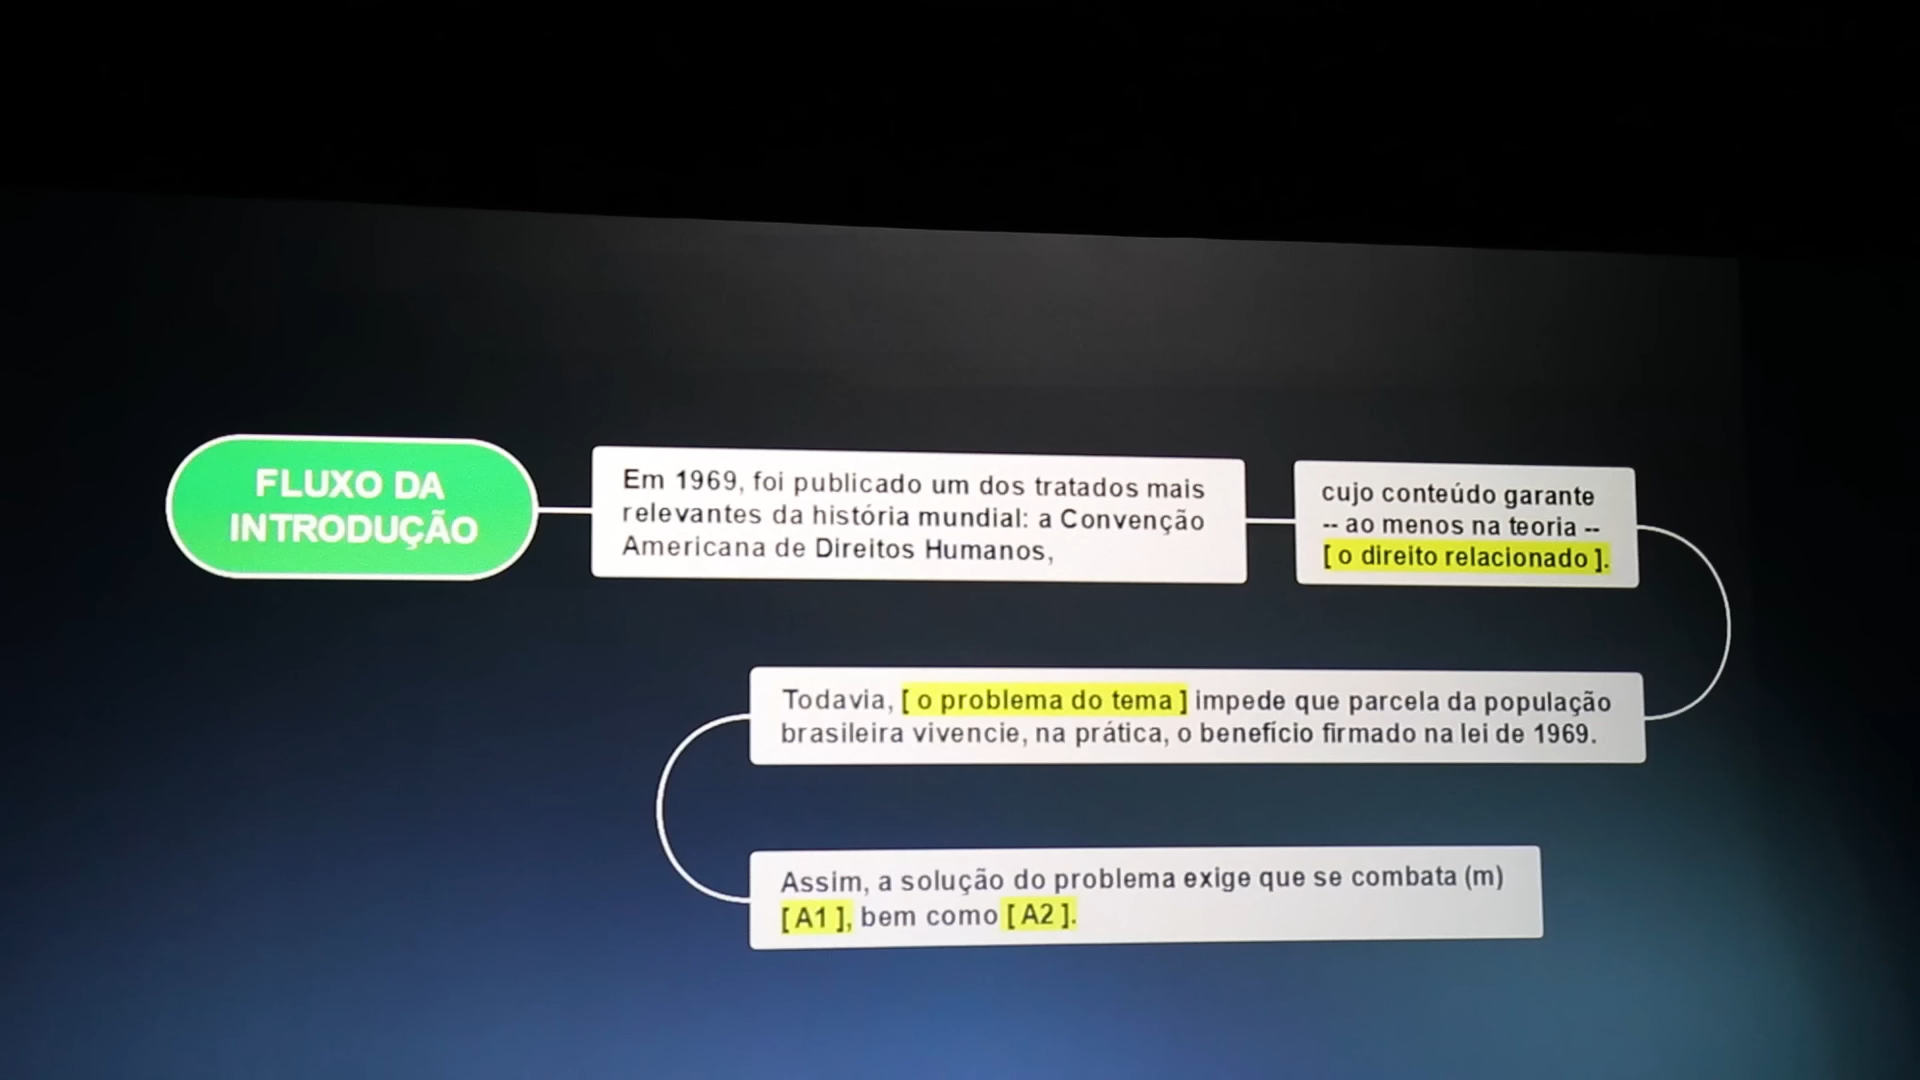 FLUXO DA
INTRODUÇÃO
Em 1969, foi publicado um dos tratados mais
relevantes da história mundial: a Convenção
Americana de Direitos Humanos,
cujo conteúdo garante
-- ao menos na teoria --
[ o direito relacionado ].
Todavia, [ o problema do tema ] impede que parcela da população
brasileira vivencie, na prática, o benefício firmado na lei de 1969.
Assim, a solução do problema exige que se combata (m)
[ A1 ], bem como [ A2 ].